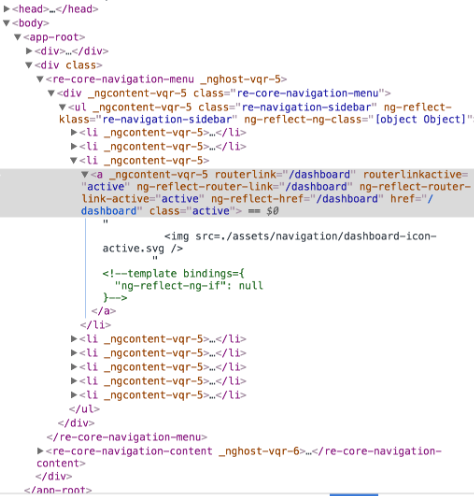 ▶<head>…</head>
▼<body>
▼<app-root>
▶<div>…</div>
▼<div class>
▼<re-core-navigation-menu _nghost-vqr-5>
▼<div _ngcontent-vqr-5 class="re-core-navigation-menu">
▼<ul _ngcontent-vqr-5 class="re-navigation-sidebar" ng-reflect-
klass="re-navigation-sidebar" ng-reflect-ng-class="[object Object]"
▶<li _ngcontent-vqr-5>…</li>
▶<li _ngcontent-vqr-5>…</li>
▼<li _ngcontent-vqr-5>
▼<a _ngcontent-vqr-5 routerlink="/dashboard" routerlinkactive=
"active" ng-reflect-router-link="/dashboard" ng-reflect-router-
link-active="active" ng-reflect-href="/dashboard" href="/
dashboard" class="active"> == $0
"
<img src=./assets/navigation/dashboard-icon-
active.svg />
"
<!--template bindings={
"ng-reflect-ng-if": null
}-->
</a>
</li>
▶<li _ngcontent-vqr-5>…</li>
▶<li _ngcontent-vqr-5>…</li>
▶<li _ngcontent-vqr-5>…</li>
▶<li _ngcontent-vqr-5>…</li>
▶<li _ngcontent-vqr-5>…</li>
</ul>
</div>
</re-core-navigation-menu>
▶<re-core-navigation-content _nghost-vqr-6>…</re-core-navigation-
content>
</div>
</app-root>